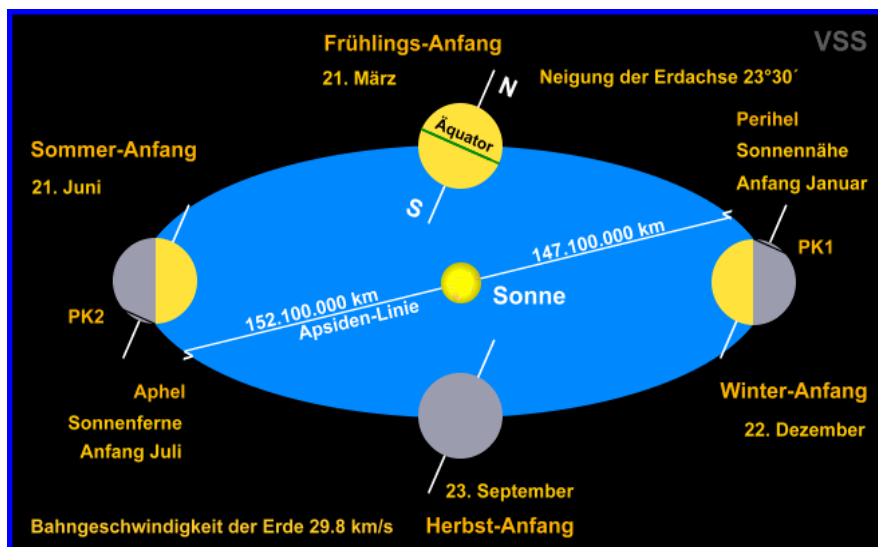 VSS
Frühlings-Anfang
21. März
N
Neigung der Erdachse 23°30´
Äquator
S
Perihel
Sonnennähe
Anfang Januar
Sommer-Anfang
21. Juni
147.100.000 km
PK1
Sonne
152.100.000 km
Apsiden-Linie
PK2
Aphel
Sonnenferne
Anfang Juli
Winter-Anfang
22. Dezember
23. September
Herbst-Anfang
Bahngeschwindigkeit der Erde 29.8 km/s